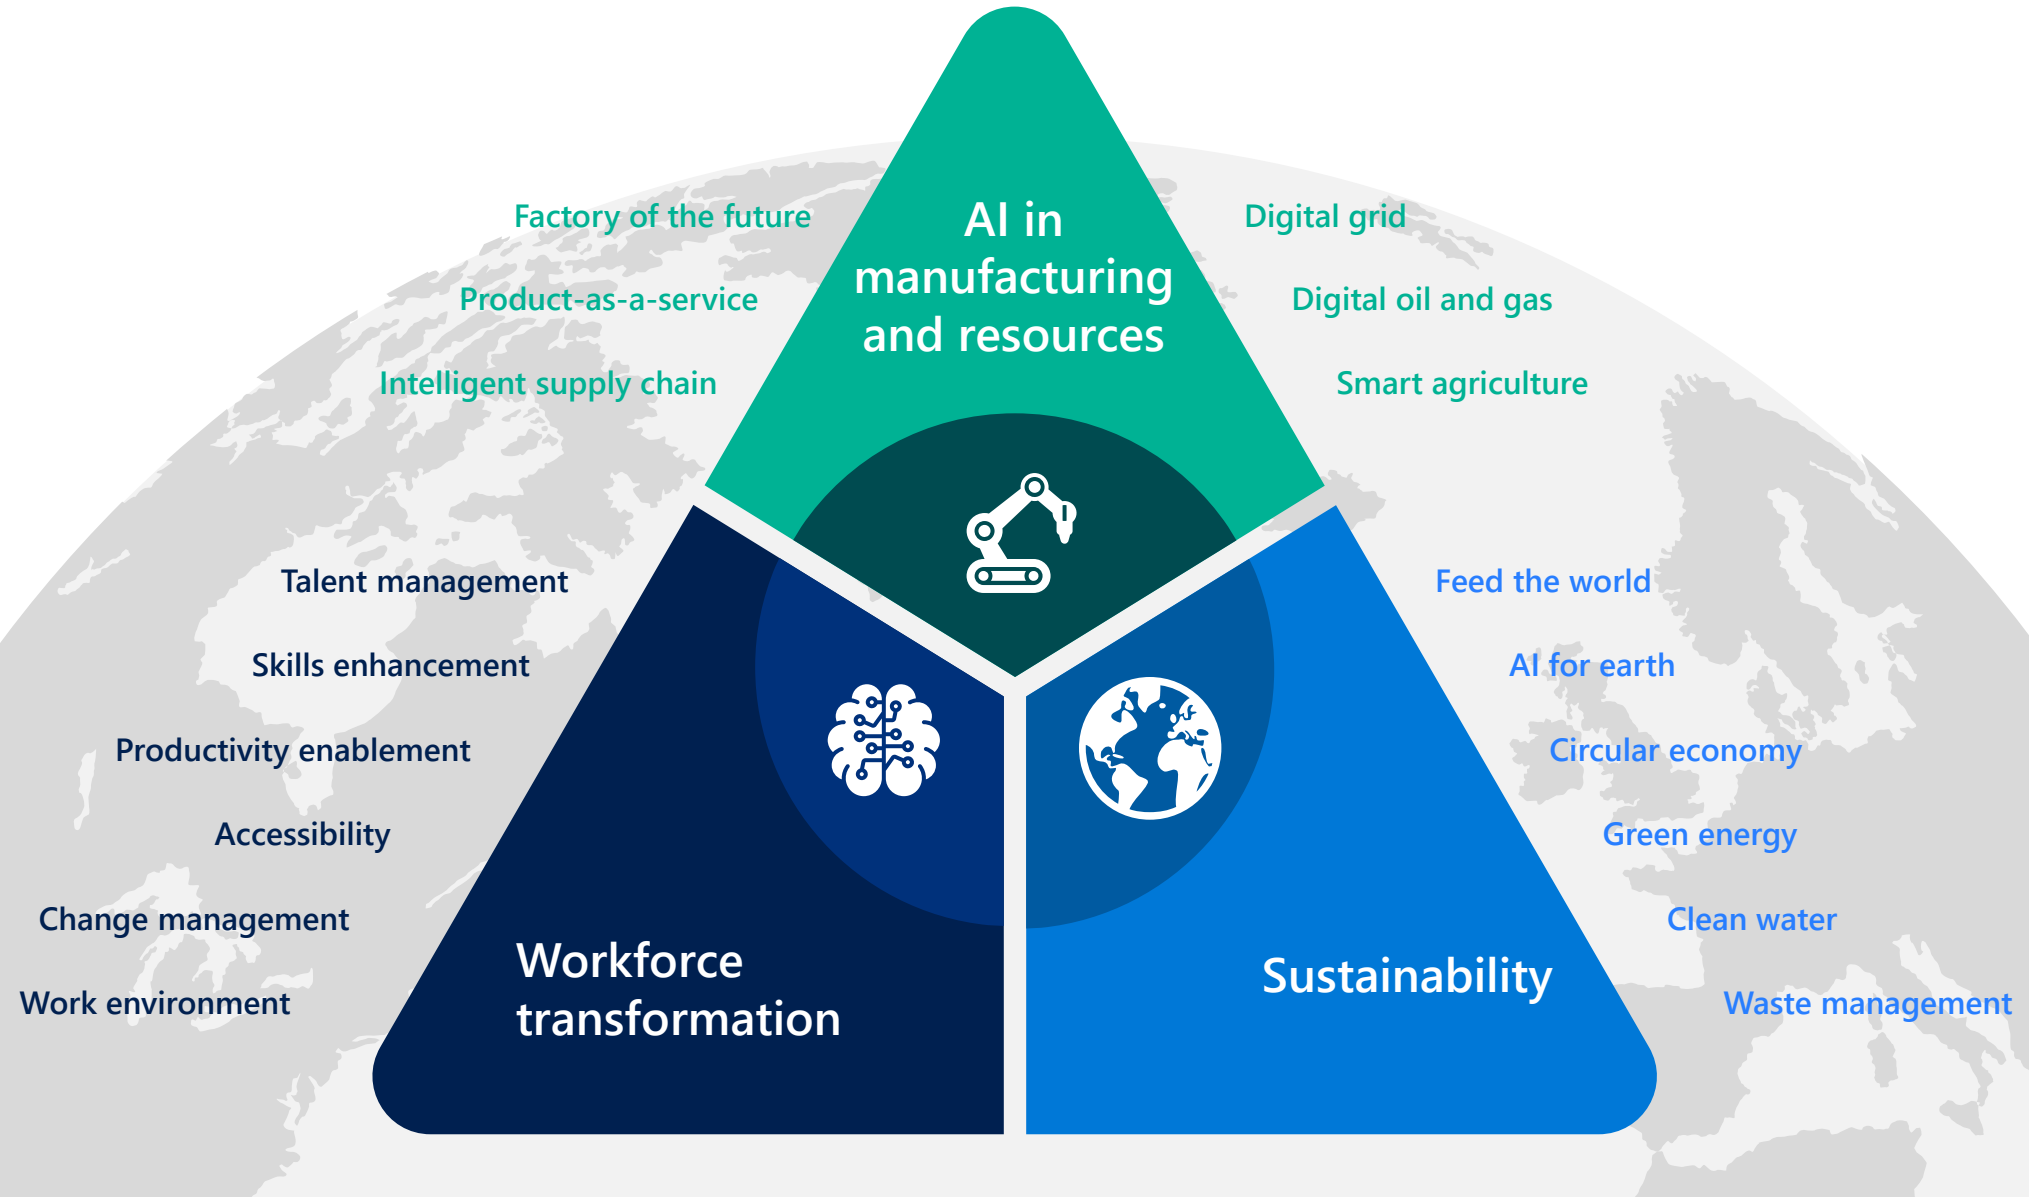 AI in
manufacturing
and resources
Factory of the future
Product-as-a-service
Intelligent supply chain
Digital grid
Digital oil and gas
Smart agriculture
Talent management
Skills enhancement
Productivity enablement
Accessibility
Change management
Work environment
Workforce
transformation
Sustainability
Feed the world
AI for earth
Circular economy
Green energy
Clean water
Waste management